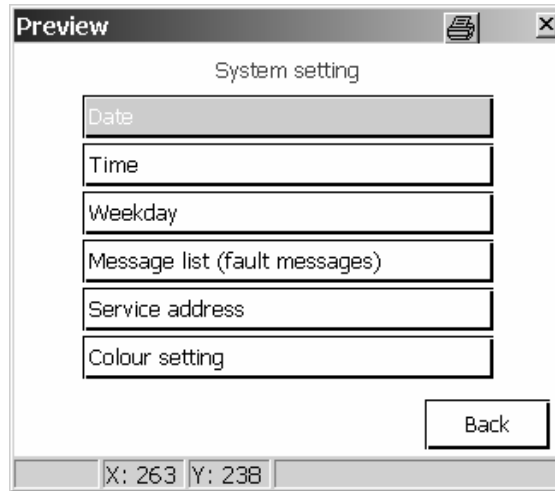 Preview
System setting
Date
Time
Weekday
Message list (fault messages)
Service address
Colour setting
Back
X: 263 Y: 238